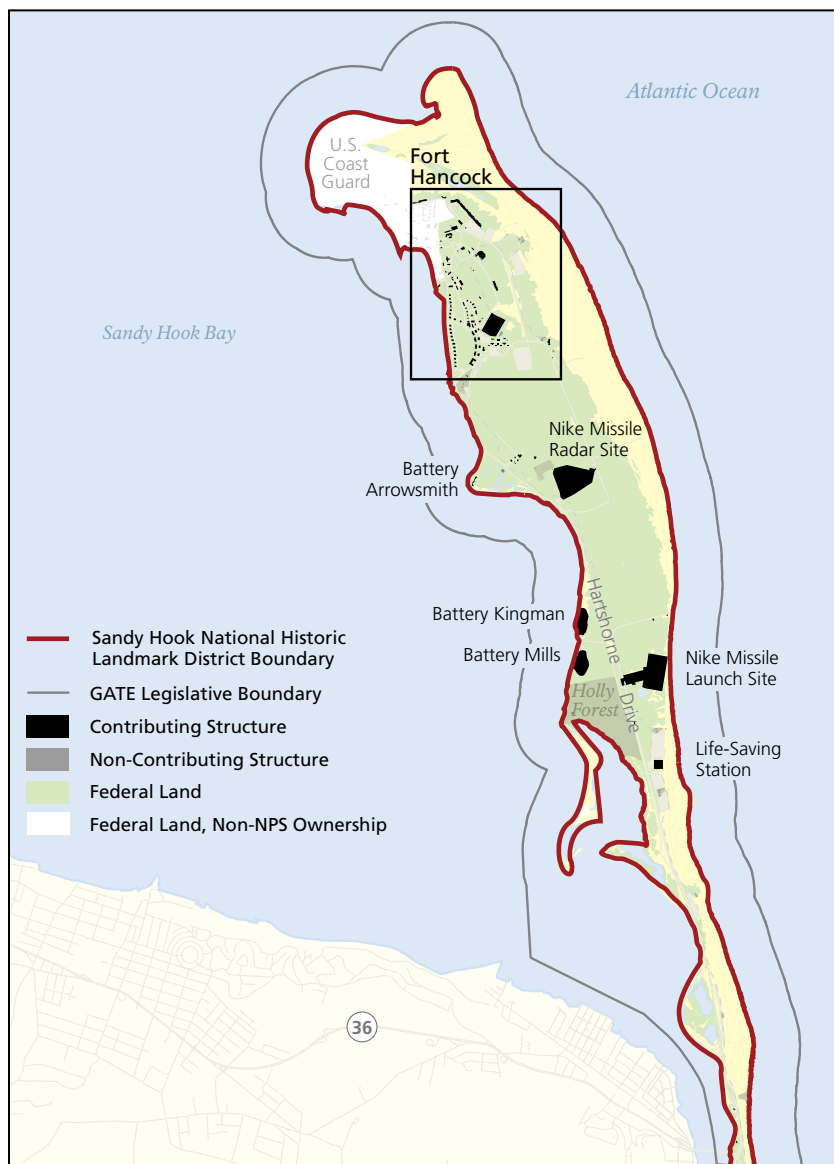 Atlantic Ocean
U.S.
Coast
Guard
Fort
Hancock
Sandy Hook Bay
Nike Missile
Radar Site
Battery
Arrowsmith
Hartshorne Drive
Battery Kingman
Battery Mills
Nike Missile
Launch Site
Holly
Forest
Life-Saving
Station
Sandy Hook National Historic
Landmark District Boundary
GATE Legislative Boundary
Contributing Structure
Non-Contributing Structure
Federal Land
Federal Land, Non-NPS Ownership
36